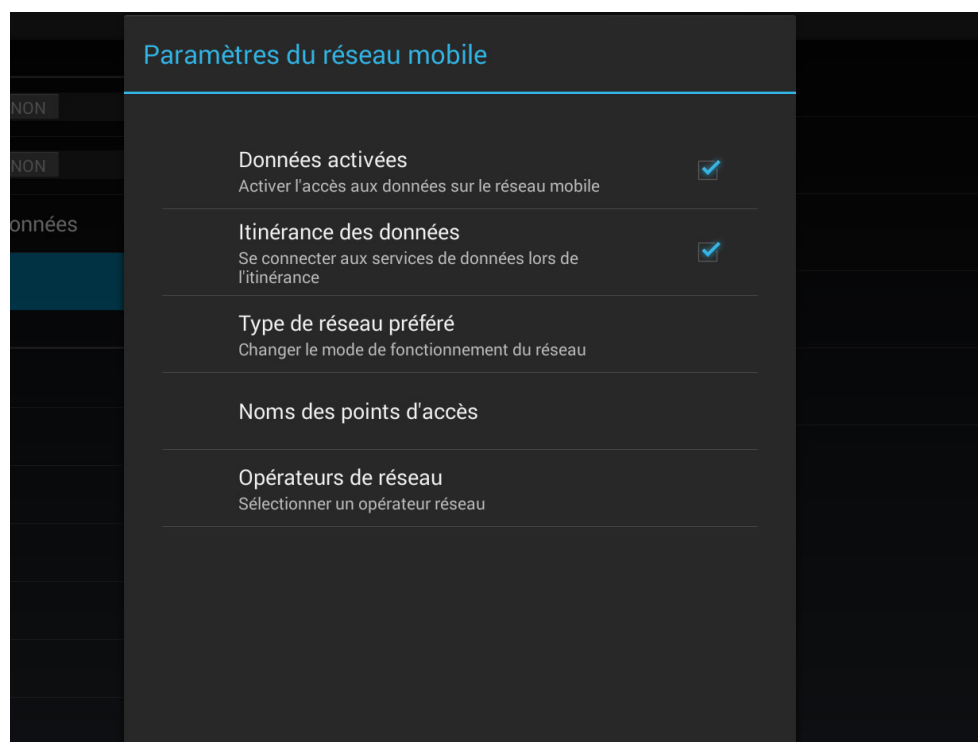 Paramètres du réseau mobile
NON
Données activées
Activer l'accès aux données sur le réseau mobile
NON
onnées
Itinérance des données
Se connecter aux services de données lors de
l'itinérance
Type de réseau préféré
Changer le mode de fonctionnement du réseau
Noms des points d'accès
Opérateurs de réseau
Sélectionner un opérateur réseau